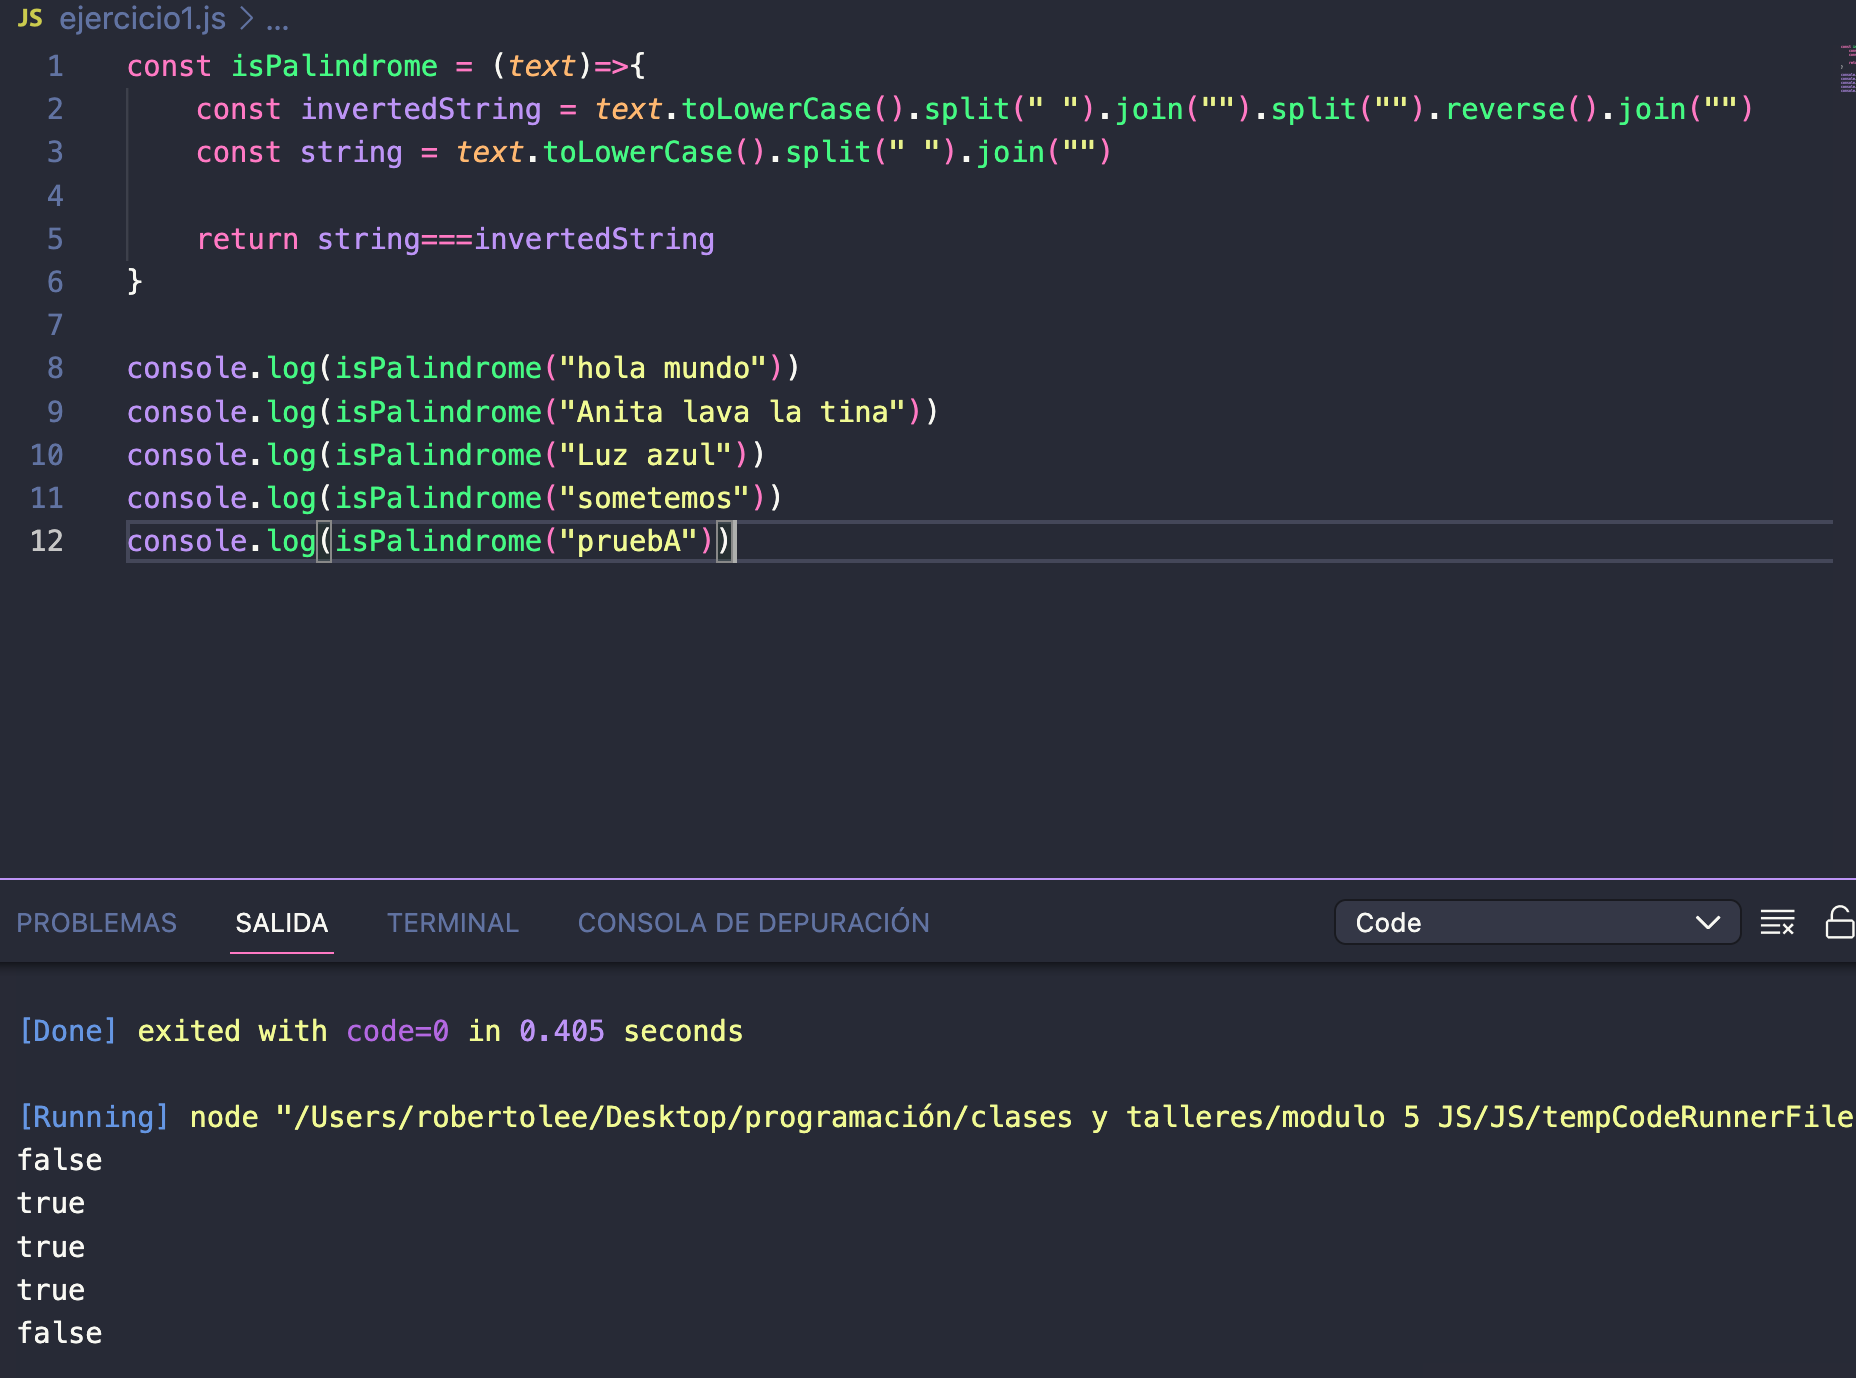 JS ejercicio1.js > ...
1 const isPalindrome = (text)=>{
2 const invertedString = text.toLowerCase().split(" ").join("").split("").reverse().join("")
3 const string = text.toLowerCase().split(" ").join("")
4
5 return string===invertedString
6 }
7
8 console.log(isPalindrome("hola mundo"))
9 console.log(isPalindrome("Anita lava la tina"))
10 console.log(isPalindrome("Luz azul"))
11 console.log(isPalindrome("sometemos"))
12 console.log(isPalindrome("pruebA"))
PROBLEMAS SALIDA TERMINAL CONSOLA DE DEPURACIÓN Code
[Done] exited with code=0 in 0.405 seconds
[Running] node "/Users/robertolee/Desktop/programación/clases y talleres/modulo 5 JS/JS/tempCodeRunnerFile
false
true
true
true
false